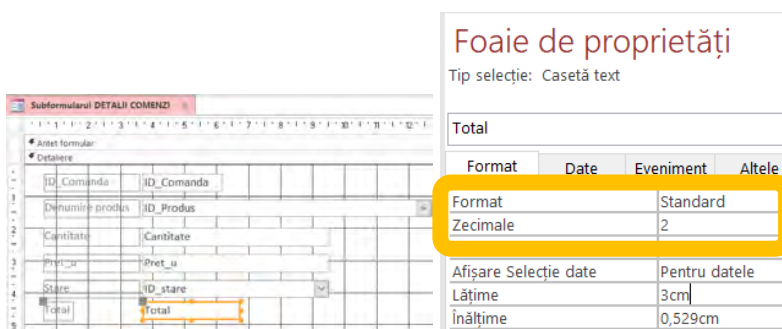 Subformularul DETALII COMENZI
Antet formular
Detaliere
ID_Comanda ID_Comanda
Denumire produs ID_Produs
Cantitate Cantitate
Pret_u Pret_u
Stare ID_stare
Total Total
Foaie de proprietăți
Tip selecție: Casetă text
Total
Format Date Eveniment Altele
Format Standard
Zecimale 2
Afișare Selecție date Pentru datele
Lățime 3cm
Înălțime 0,529cm